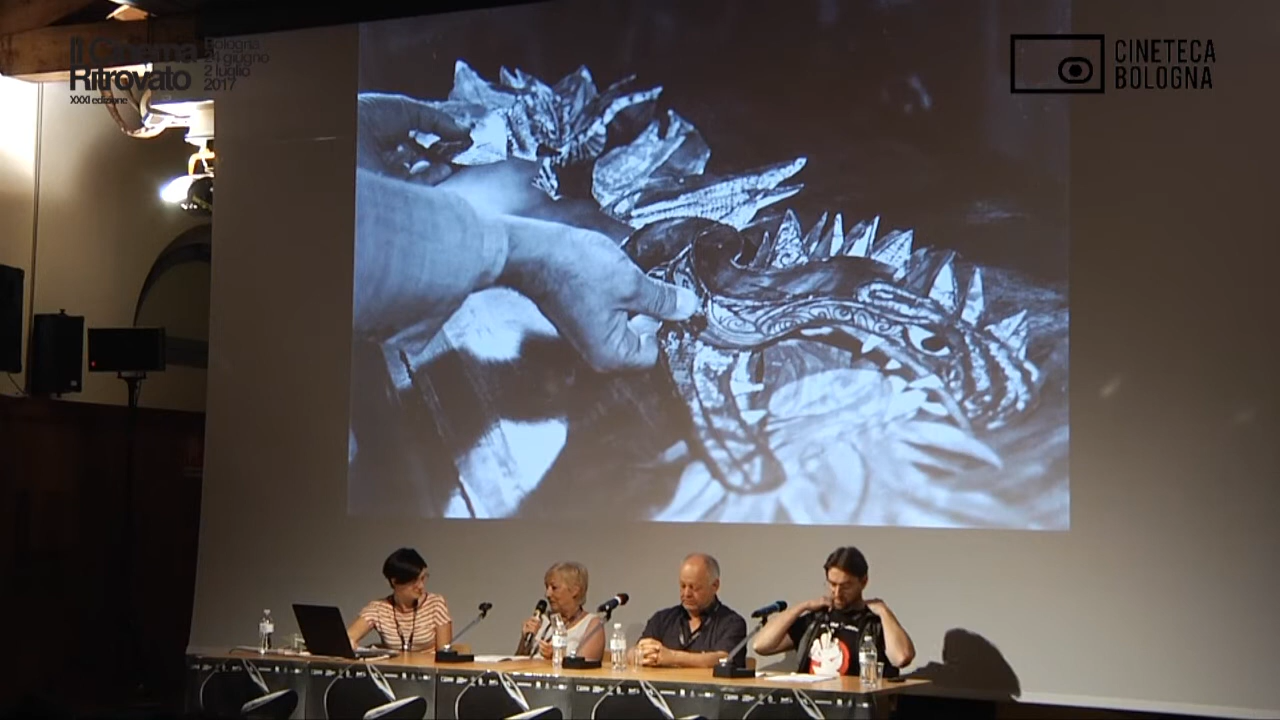 Il Cinema
Ritrovato
XXXI edizione
Bologna
24 giugno
2 luglio
2017
CINETECA
BOLOGNA